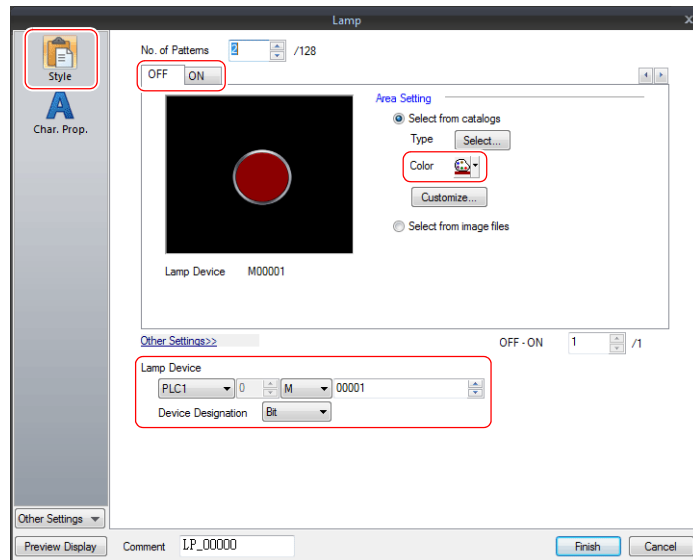 Lamp
No. of Patterns 2 /128
Style
OFF ON
A
Char. Prop.
Area Setting
Select from catalogs
Type Select...
Color
Customize...
Select from image files
Lamp Device M00001
Other Settings>>
OFF - ON 1 /1
Lamp Device
PLC1 0 M 00001
Device Designation Bit
Other Settings
Preview Display Comment LP_00000 Finish Cancel